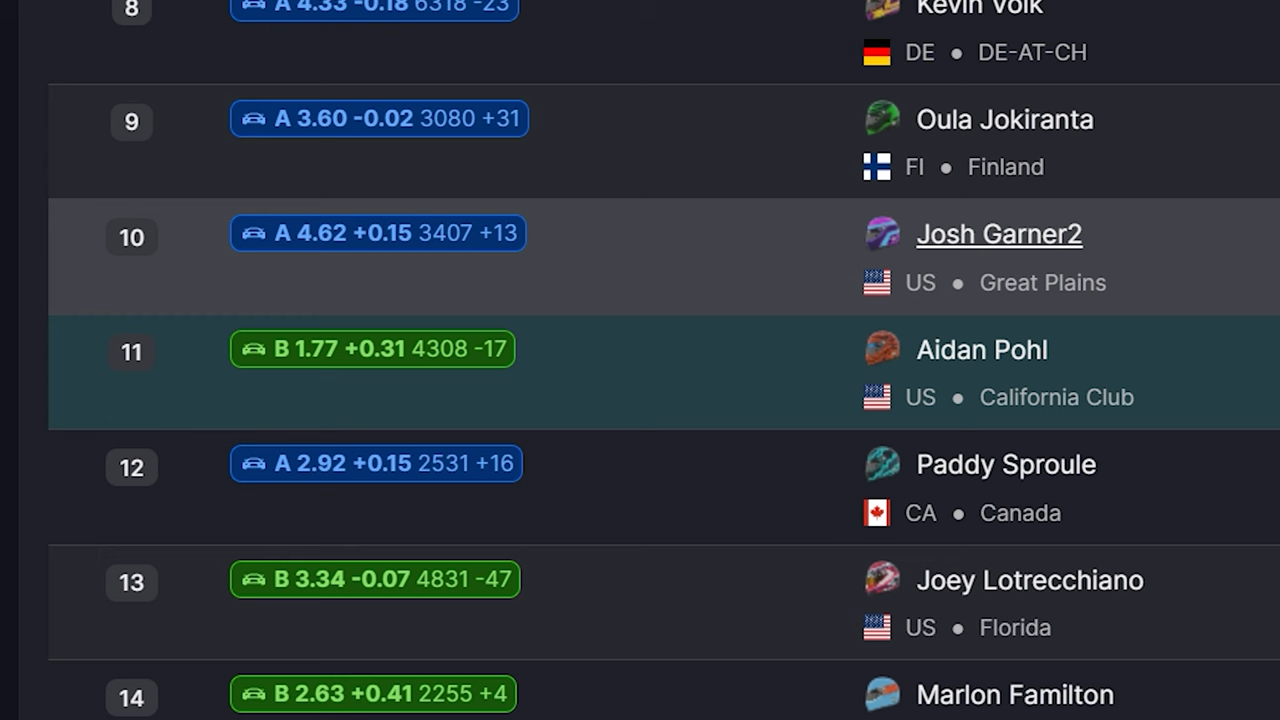 8 A 4.33 -0.18 6318 -23 Kevin Volk
DE • DE-AT-CH
9 A 3.60 -0.02 3080 +31 Oula Jokiranta
FI • Finland
10 A 4.62 +0.15 3407 +13 Josh Garner2
US • Great Plains
11 B 1.77 +0.31 4308 -17 Aidan Pohl
US • California Club
12 A 2.92 +0.15 2531 +16 Paddy Sproule
CA • Canada
13 B 3.34 -0.07 4831 -47 Joey Lotrecchiano
US • Florida
14 B 2.63 +0.41 2255 +4 Marlon Familton